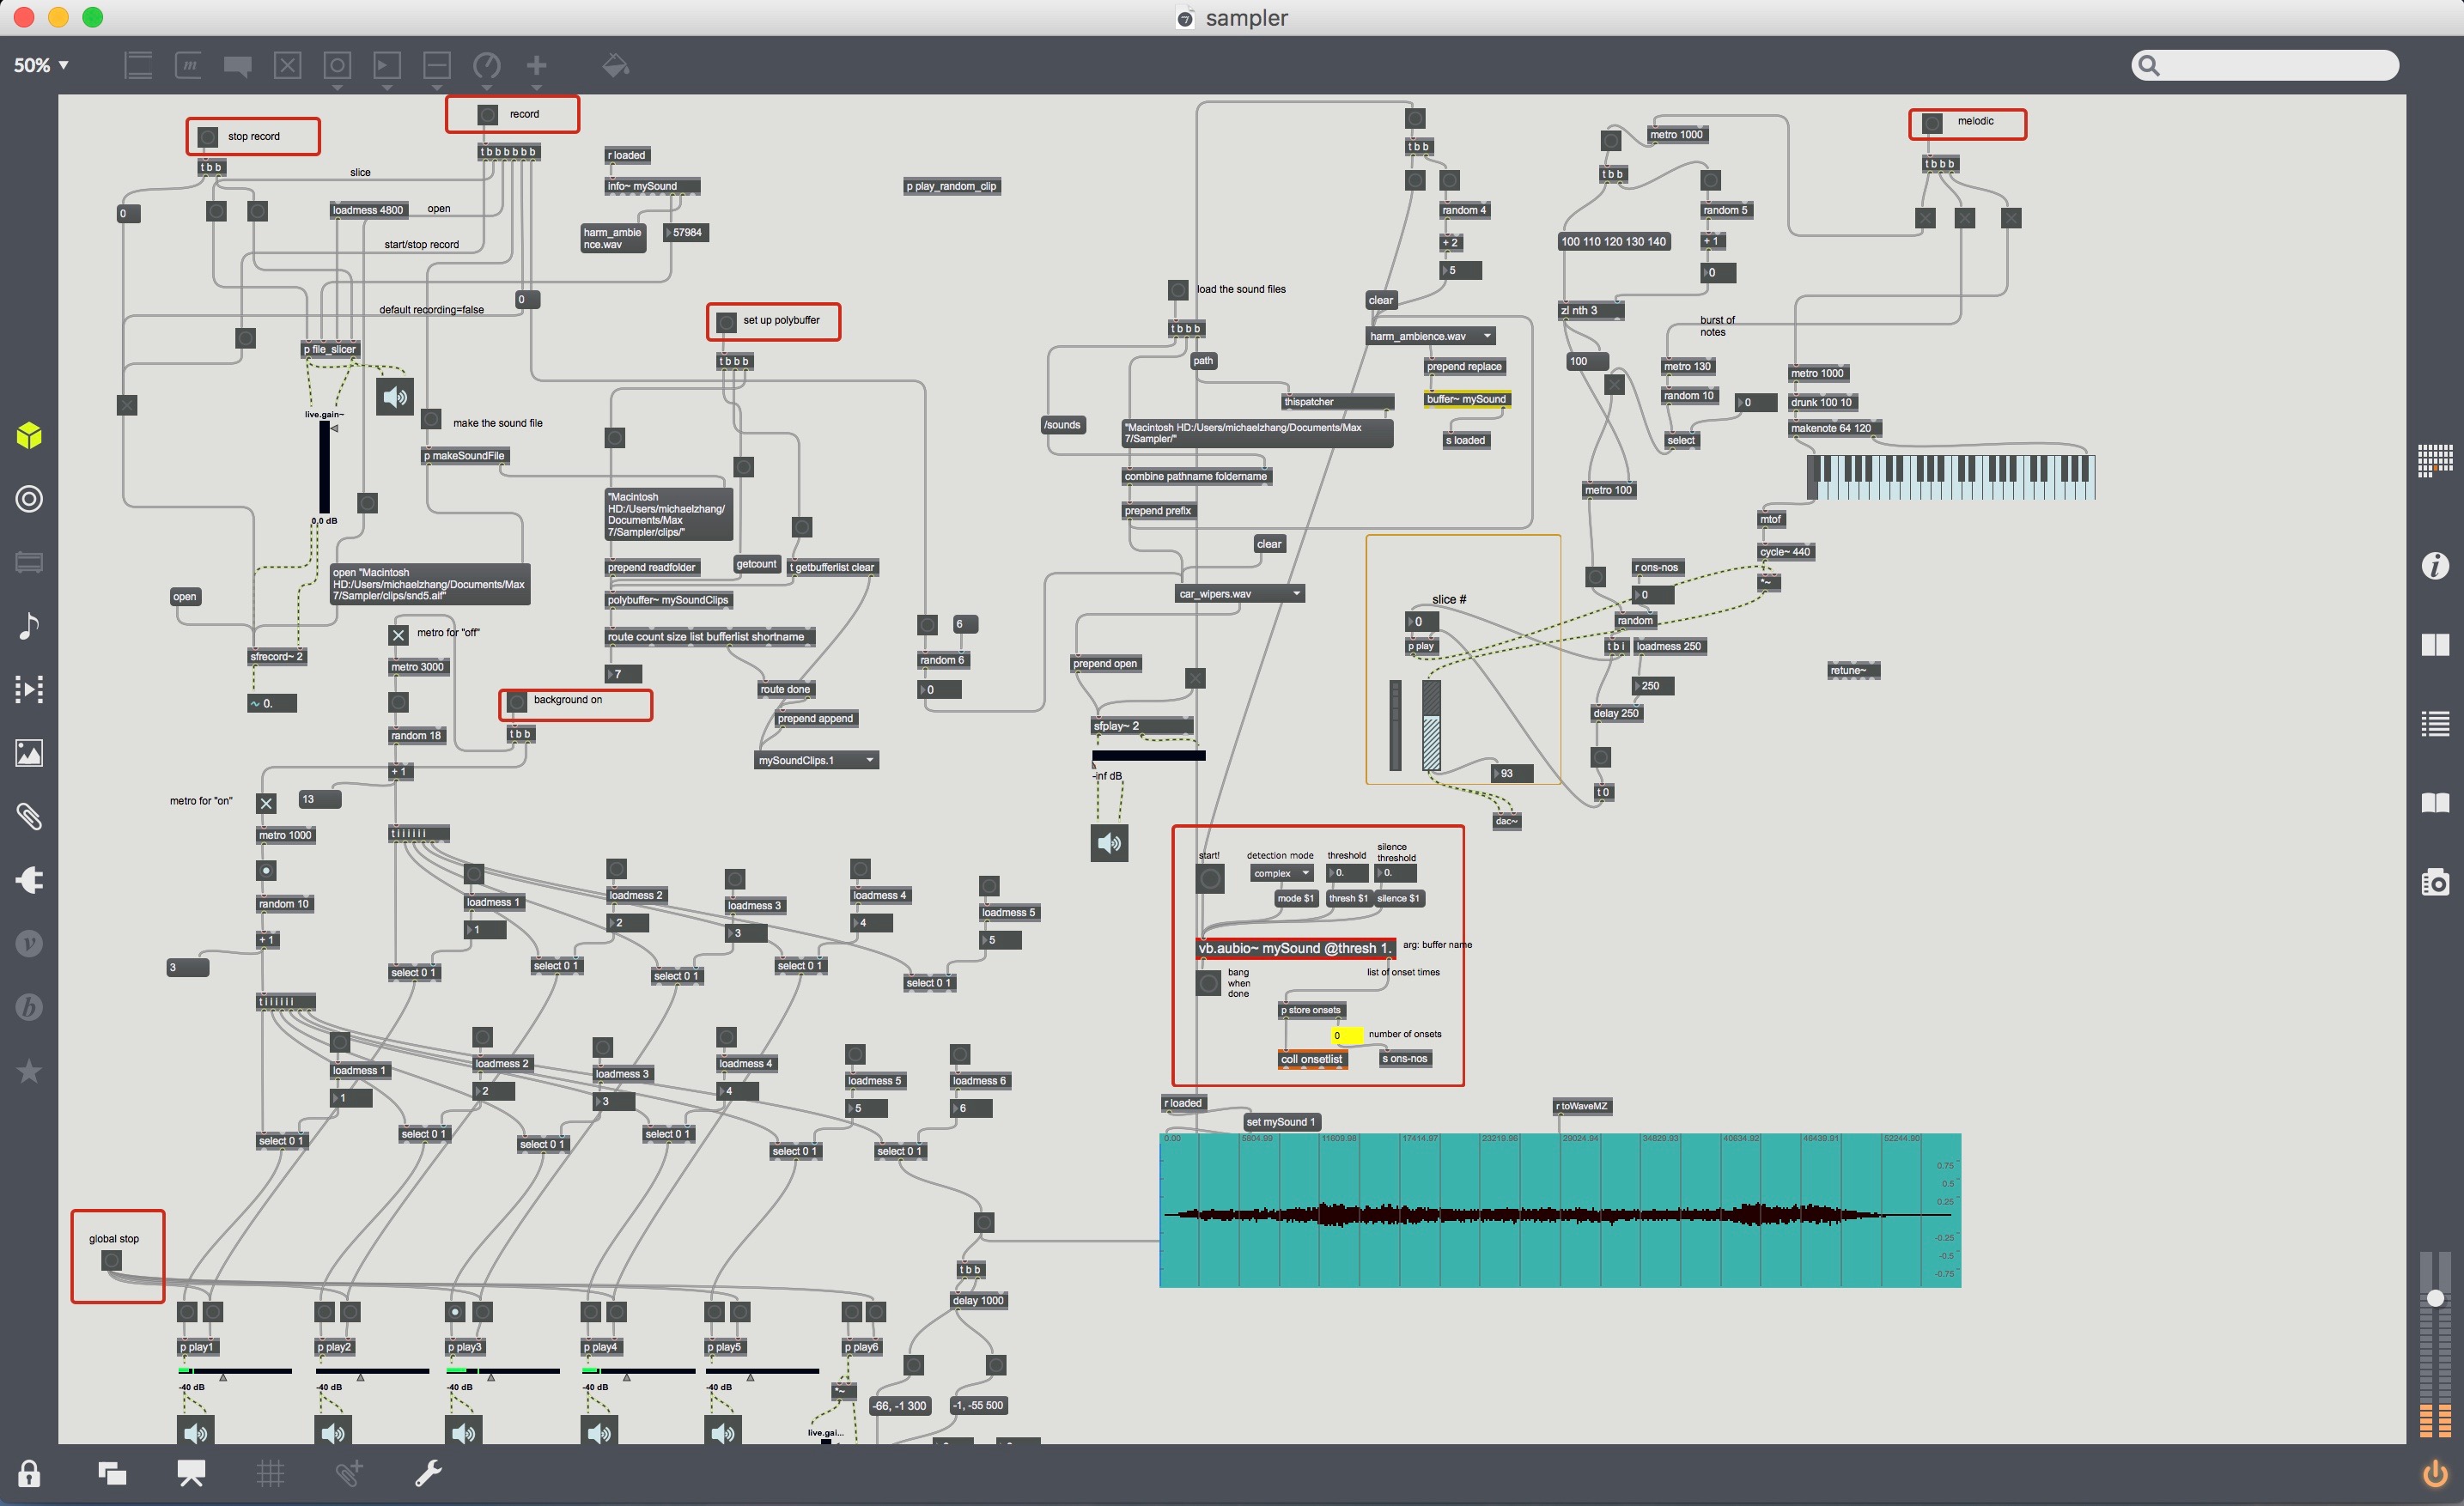 sampler
50%
stop record
record
melodic
t b b
t b b b b b b
slice
r loaded
info~ mySound
p play_random_clip
t b b
metro 1000
t b b
t b b b
0
loadmess 4800
open
harm_ambie
nce.wav
57984
random 4
random 5
start/stop record
+ 2
100 110 120 130 140
+ 1
5
0
0
default recording=false
load the sound files
clear
zl nth 3
set up polybuffer
t b b b
harm_ambience.wav
burst of
notes
p file_slicer
t b b b
path
prepend replace
100
metro 130
metro 1000
live.gain~
thispatcher
buffer~ mySound
random 10
0
drunk 100 10
make the sound file
/sounds
"Macintosh HD:/Users/michaelzhang/Documents/Max
7/Sampler/"
s loaded
select
makenote 64 120
p makeSoundFile
combine pathname foldername
metro 100
"Macintosh
HD:/Users/michaelzhang/
Documents/Max
7/Sampler/clips/"
prepend prefix
mtof
0.0 dB
clear
cycle~ 440
open "Macintosh
HD:/Users/michaelzhang/Documents/Max
7/Sampler/clips/snd5.aif"
prepend readfolder
getcount
t getbufferlist clear
r ons-nos
*~
open
polybuffer~ mySoundClips
car_wipers.wav
slice #
0
metro for "off"
route count size list bufferlist shortname
6
0
random
sfrecord~ 2
metro 3000
7
random 6
prepend open
p play
t b i
loadmess 250
0.
background on
route done
0
250
retune~
random 18
t b b
prepend append
sfplay~ 2
delay 250
+ 1
mySoundClips.1
-inf dB
93
metro for "on"
13
t 0
metro 1000
t i i i i i i
dac~
start!
detection mode
threshold
silence
threshold
complex
0.
0.
random 10
loadmess 1
loadmess 2
loadmess 3
loadmess 4
loadmess 5
mode $1
thresh $1
silence $1
1
2
3
4
5
+ 1
vb.aubio~ mySound @thresh 1.
arg: buffer name
3
select 0 1
select 0 1
select 0 1
select 0 1
select 0 1
bang
when
done
list of onset times
t i i i i i i
p store onsets
0
number of onsets
loadmess 1
loadmess 2
loadmess 3
loadmess 4
loadmess 5
loadmess 6
coll onsetlist
s ons-nos
1
2
3
4
5
6
r loaded
r toWaveMZ
set mySound 1
select 0 1
select 0 1
select 0 1
select 0 1
select 0 1
select 0 1
0.00
5804.99
11609.98
17414.97
23219.96
29024.94
34829.93
40634.92
46439.91
52244.90
0.75
0.5
0.25
-0.25
-0.5
-0.75
global stop
t b b
delay 1000
p play1
p play2
p play3
p play4
p play5
p play6
-40 dB
-40 dB
-40 dB
-40 dB
-40 dB
*~
-66, -1 300
-1, -55 500
live.gai...